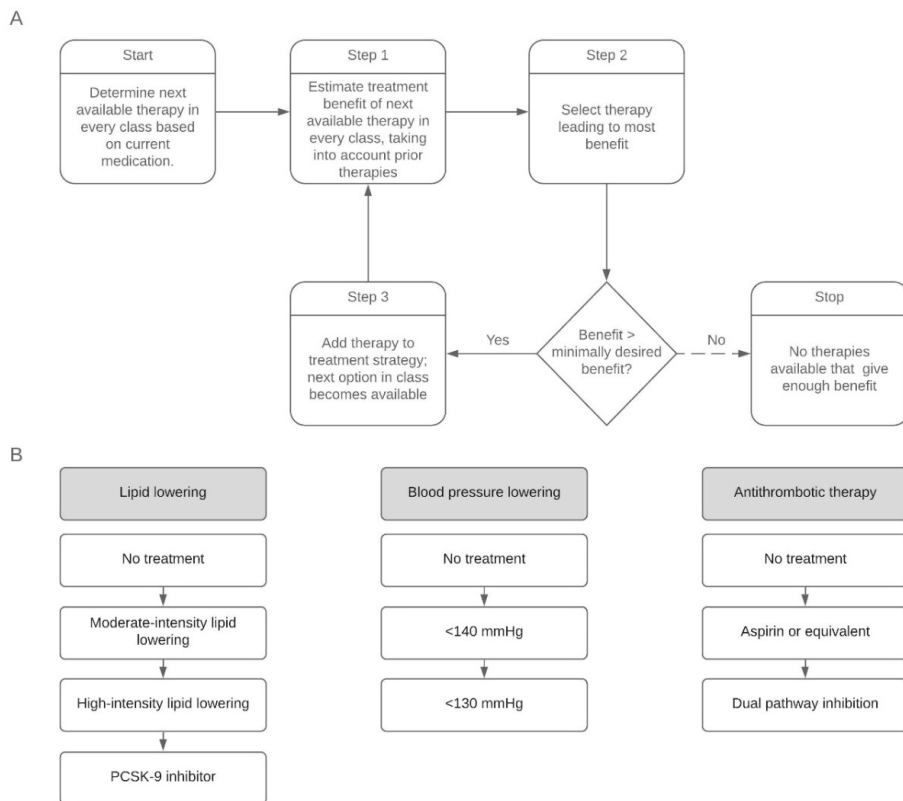 A
Start
Determine next
available therapy in
every class based
on current
medication.
Step 1
Estimate treatment
benefit of next
available therapy in
every class, taking
into account prior
therapies
Step 2
Select therapy
leading to most
benefit
Step 3
Add therapy to
treatment strategy;
next option in class
becomes available
Yes
Benefit >
minimally desired
benefit?
No
Stop
No therapies
available that give
enough benefit
B
Lipid lowering
No treatment
Moderate-intensity lipid
lowering
High-intensity lipid lowering
PCSK-9 inhibitor
Blood pressure lowering
No treatment
<140 mmHg
<130 mmHg
Antithrombotic therapy
No treatment
Aspirin or equivalent
Dual pathway inhibition